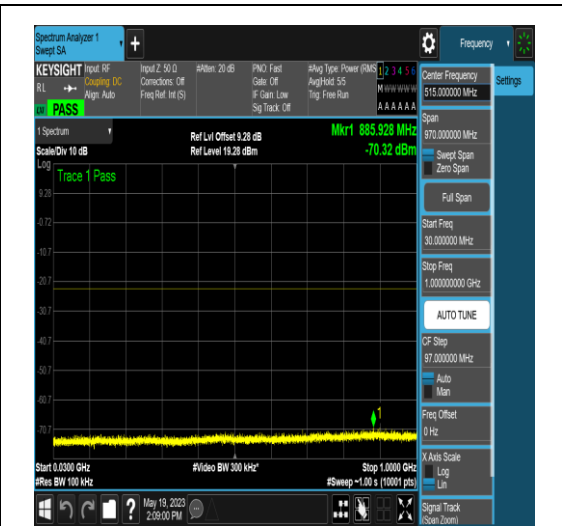 Spectrum Analyzer 1
Swept SA
+
Frequency
KEYSIGHT
Input: RF
Coupling: DC
Align: Auto
RL
PASS
Input Z: 50 Ω
Corrections: Off
Freq Ref: Int (S)
#Atten: 20 dB
PNO: Fast
Gate: Off
IF Gain: Low
Sig Track: Off
#Avg Type: Power (RMS
Avg|Hold: 5/5
Trig: Free Run
1 2 3 4 5 6
M W W W W W
A A A A A A
Center Frequency
515.000000 MHz
Settings
Span
970.000000 MHz
Swept Span
Zero Span
Full Span
Start Freq
30.000000 MHz
Stop Freq
1.000000000 GHz
AUTO TUNE
CF Step
97.000000 MHz
Auto
Man
Freq Offset
0 Hz
X Axis Scale
Log
Lin
Signal Track
(Span Zoom)
1 Spectrum
Scale/Div 10 dB
Ref Lvl Offset 9.28 dB
Ref Level 19.28 dBm
Mkr1 885.928 MHz
-70.32 dBm
Log
Trace 1 Pass
9.28
-0.72
-10.7
-20.7
-30.7
-40.7
-50.7
-60.7
-70.7
1
Start 0.0300 GHz
#Res BW 100 kHz
#Video BW 300 kHz*
Stop 1.0000 GHz
#Sweep ~1.00 s (10001 pts)
?
May 19, 2023
2:09:00 PM